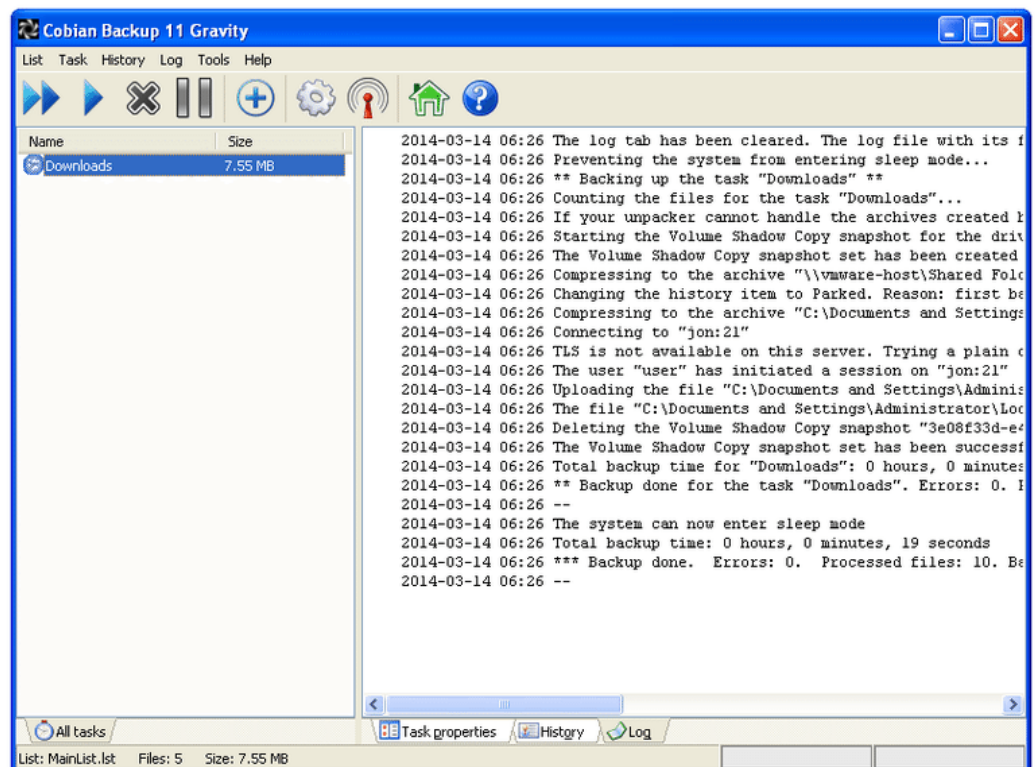 Cobian Backup 11 Gravity
List Task History Log Tools Help
Name Size
Downloads 7.55 MB
2014-03-14 06:26 The log tab has been cleared. The log file with its
2014-03-14 06:26 Preventing the system from entering sleep mode...
2014-03-14 06:26 ** Backing up the task "Downloads" **
2014-03-14 06:26 Counting the files for the task "Downloads"...
2014-03-14 06:26 If your unpacker cannot handle the archives created
2014-03-14 06:26 Starting the Volume Shadow Copy snapshot for the
2014-03-14 06:26 The Volume Shadow Copy snapshot set has been created
2014-03-14 06:26 Compressing to the archive "\\vmware-host\Shared
2014-03-14 06:26 Changing the history item to Parked. Reason: first
2014-03-14 06:26 Compressing to the archive "C:\Documents and Settings
2014-03-14 06:26 Connecting to "jon:21"
2014-03-14 06:26 TLS is not available on this server. Trying a plain
2014-03-14 06:26 The user "user" has initiated a session on "jon:21"
2014-03-14 06:26 Uploading the file "C:\Documents and Settings\Adminis
2014-03-14 06:26 The file "C:\Documents and Settings\Administrator\Loc
2014-03-14 06:26 Deleting the Volume Shadow Copy snapshot "3e08f33d-e4
2014-03-14 06:26 The Volume Shadow Copy snapshot set has been successf
2014-03-14 06:26 Total backup time for "Downloads": 0 hours, 0 minutes
2014-03-14 06:26 ** Backup done for the task "Downloads". Errors: 0.
2014-03-14 06:26 --
2014-03-14 06:26 The system can now enter sleep mode
2014-03-14 06:26 Total backup time: 0 hours, 0 minutes, 19 seconds
2014-03-14 06:26 *** Backup done. Errors: 0. Processed files: 10. Ba
2014-03-14 06:26 --
All tasks
Task properties History Log
List: MainList.lst Files: 5 Size: 7.55 MB